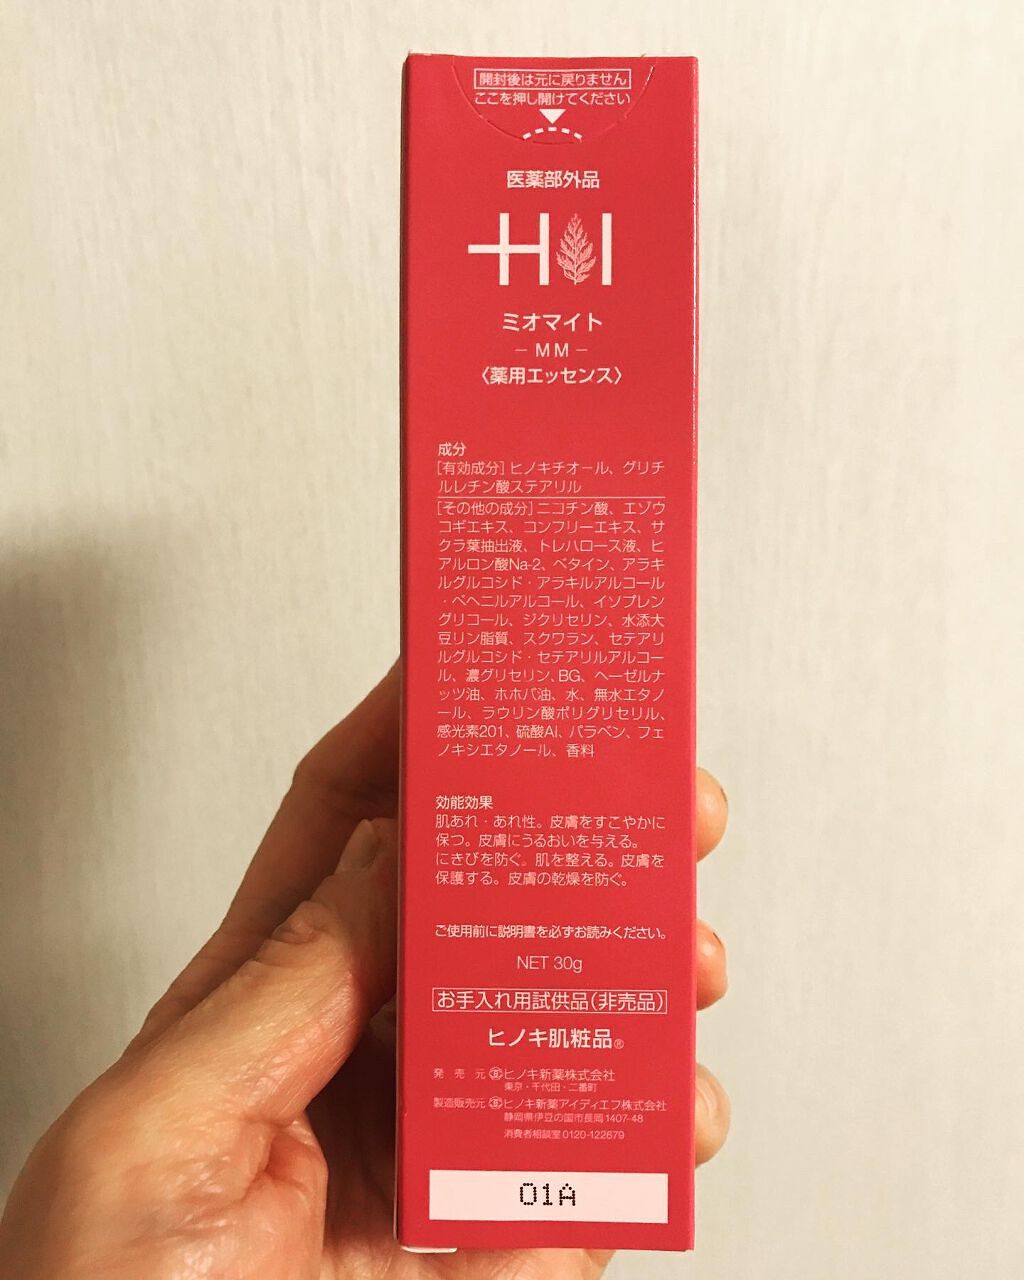 開封後は元に戻りません
ここを押し開けてください
医薬部外品
HI
ミオマイト
－MM－
〈薬用エッセンス〉
成分
[有効成分]ヒノキチオール、グリチ
ルレチン酸ステアリル
[その他の成分]ニコチン酸、エゾウ
コギエキス、コンフリーエキス、サ
クラ葉抽出液、トレハロース液、ヒ
アルロン酸Na-2、ベタイン、アラキ
ルグルコシド・アラキルアルコール
・ベヘニルアルコール、イソプレン
グリコール、ジグリセリン、水添大
豆リン脂質、スクワラン、セテアリ
ルグルコシド・セテアリルアルコー
ル、濃グリセリン、BG、ヘーゼルナ
ッツ油、ホホバ油、水、無水エタノ
ール、ラウリン酸ポリグリセリル、
感光素201、硫酸Al、パラベン、フェ
ノキシエタノール、香料
効能効果
肌あれ・あれ性。皮膚をすこやかに
保つ。皮膚にうるおいを与える。
にきびを防ぐ。肌を整える。皮膚を
保護する。皮膚の乾燥を防ぐ。
ご使用前に説明書を必ずお読みください。
NET 30g
お手入れ用試供品(非売品)
ヒノキ肌粧品®
発売元 ヒノキ新薬株式会社
東京・千代田・二番町
製造販売元 ヒノキ新薬アイディエフ株式会社
静岡県伊豆の国市長岡1407-48
消費者相談室0120-122679
01A